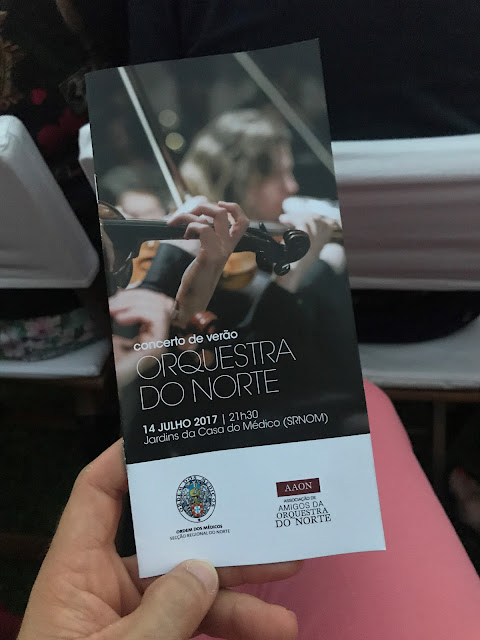 concerto de verão
ORQUESTRA
DO NORTE
14 JULHO 2017 | 21h30
Jardins da Casa do Médico (SRNOM)
ORDEM DOS MÉDICOS
SECÇÃO REGIONAL DO NORTE
AAON
ASSOCIAÇÃO DE
AMIGOS DA
ORQUESTRA
DO NORTE